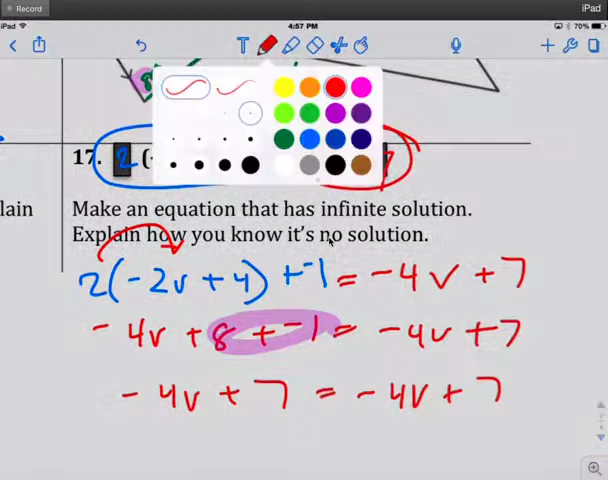 Record
iPad
iPad
4:57 PM
70%
T
17. 2 (-
lain
Make an equation that has infinite solution.
Explain how you know it's no solution.
2(-2v + 4) + -1 = -4v + 7
-4v + 8 + -1 = -4v + 7
-4v + 7 = -4v + 7